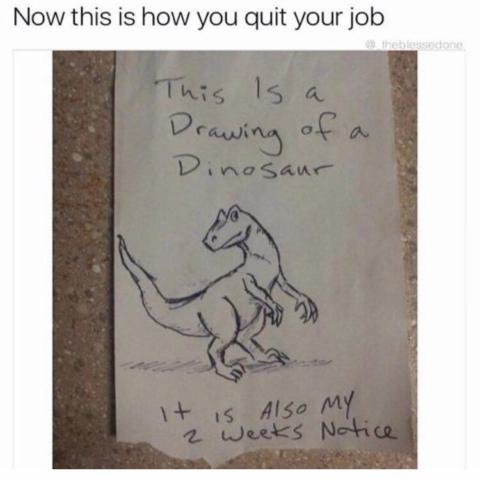 Now this is how you quit your job
@_theblessedone_
This Is a
Drawing of a
Dinosaur
It is Also My
2 Weeks Notice